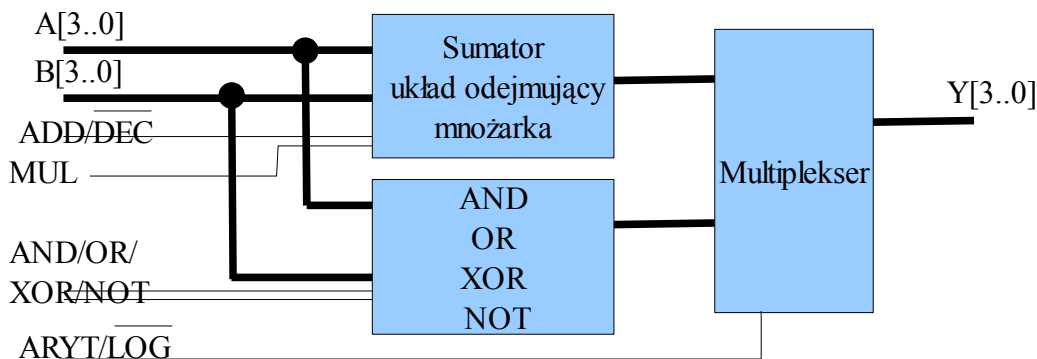 A[3..0]
B[3..0]
ADD/DEC
MUL
AND/OR/
XOR/NOT
ARYT/LOG
Sumator
układ odejmujący
mnożarka
AND
OR
XOR
NOT
Multiplekser
Y[3..0]